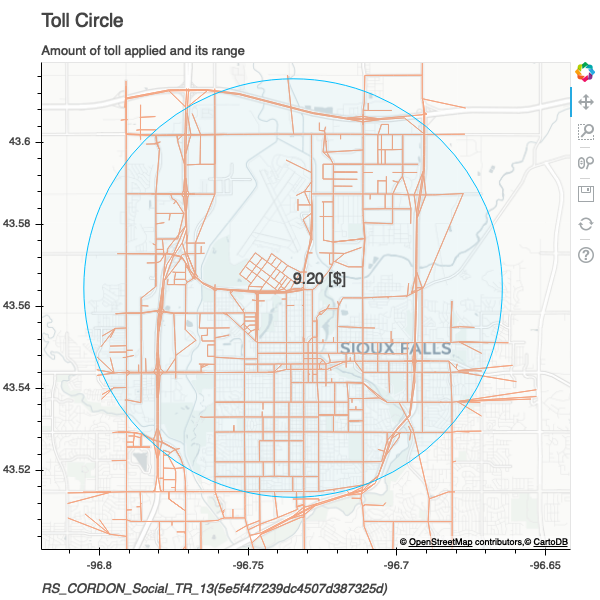 Toll Circle
Amount of toll applied and its range
43.6
43.58
43.56
43.54
43.52
9.20 [$]
SIOUX FALLS
© OpenStreetMap contributors,© CartoDB
-96.8
-96.75
-96.7
-96.65
RS_CORDON_Social_TR_13(5e5f4f7239dc4507d387325d)